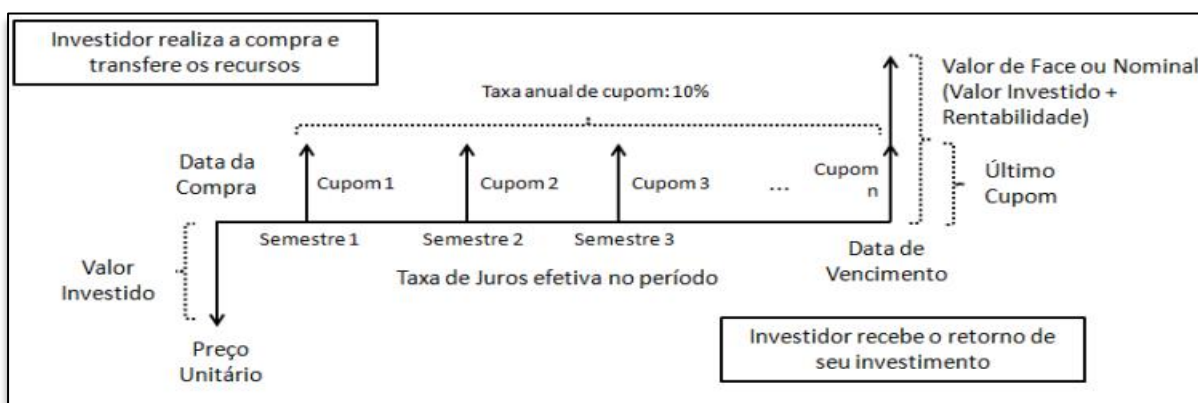 Investidor realiza a compra e
transfere os recursos
Taxa anual de cupom: 10%
Valor de Face ou Nominal
(Valor Investido +
Rentabilidade)
Data da
Compra
Cupom 1
Cupom 2
Cupom 3
...
Cupom
n
Último
Cupom
Semestre 1
Semestre 2
Semestre 3
Data de
Vencimento
Valor
Investido
Taxa de Juros efetiva no período
Preço
Unitário
Investidor recebe o retorno de
seu investimento